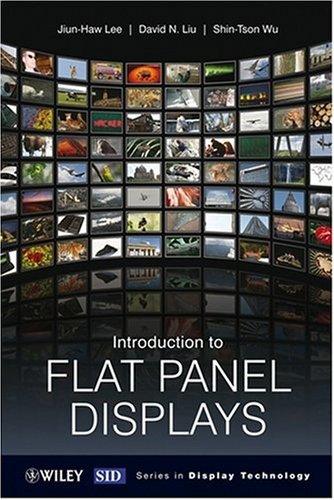 Jiun-Haw Lee | David N. Liu | Shin-Tson Wu
Introduction to
FLAT PANEL
DISPLAYS
WILEY SID Series in Display Technology